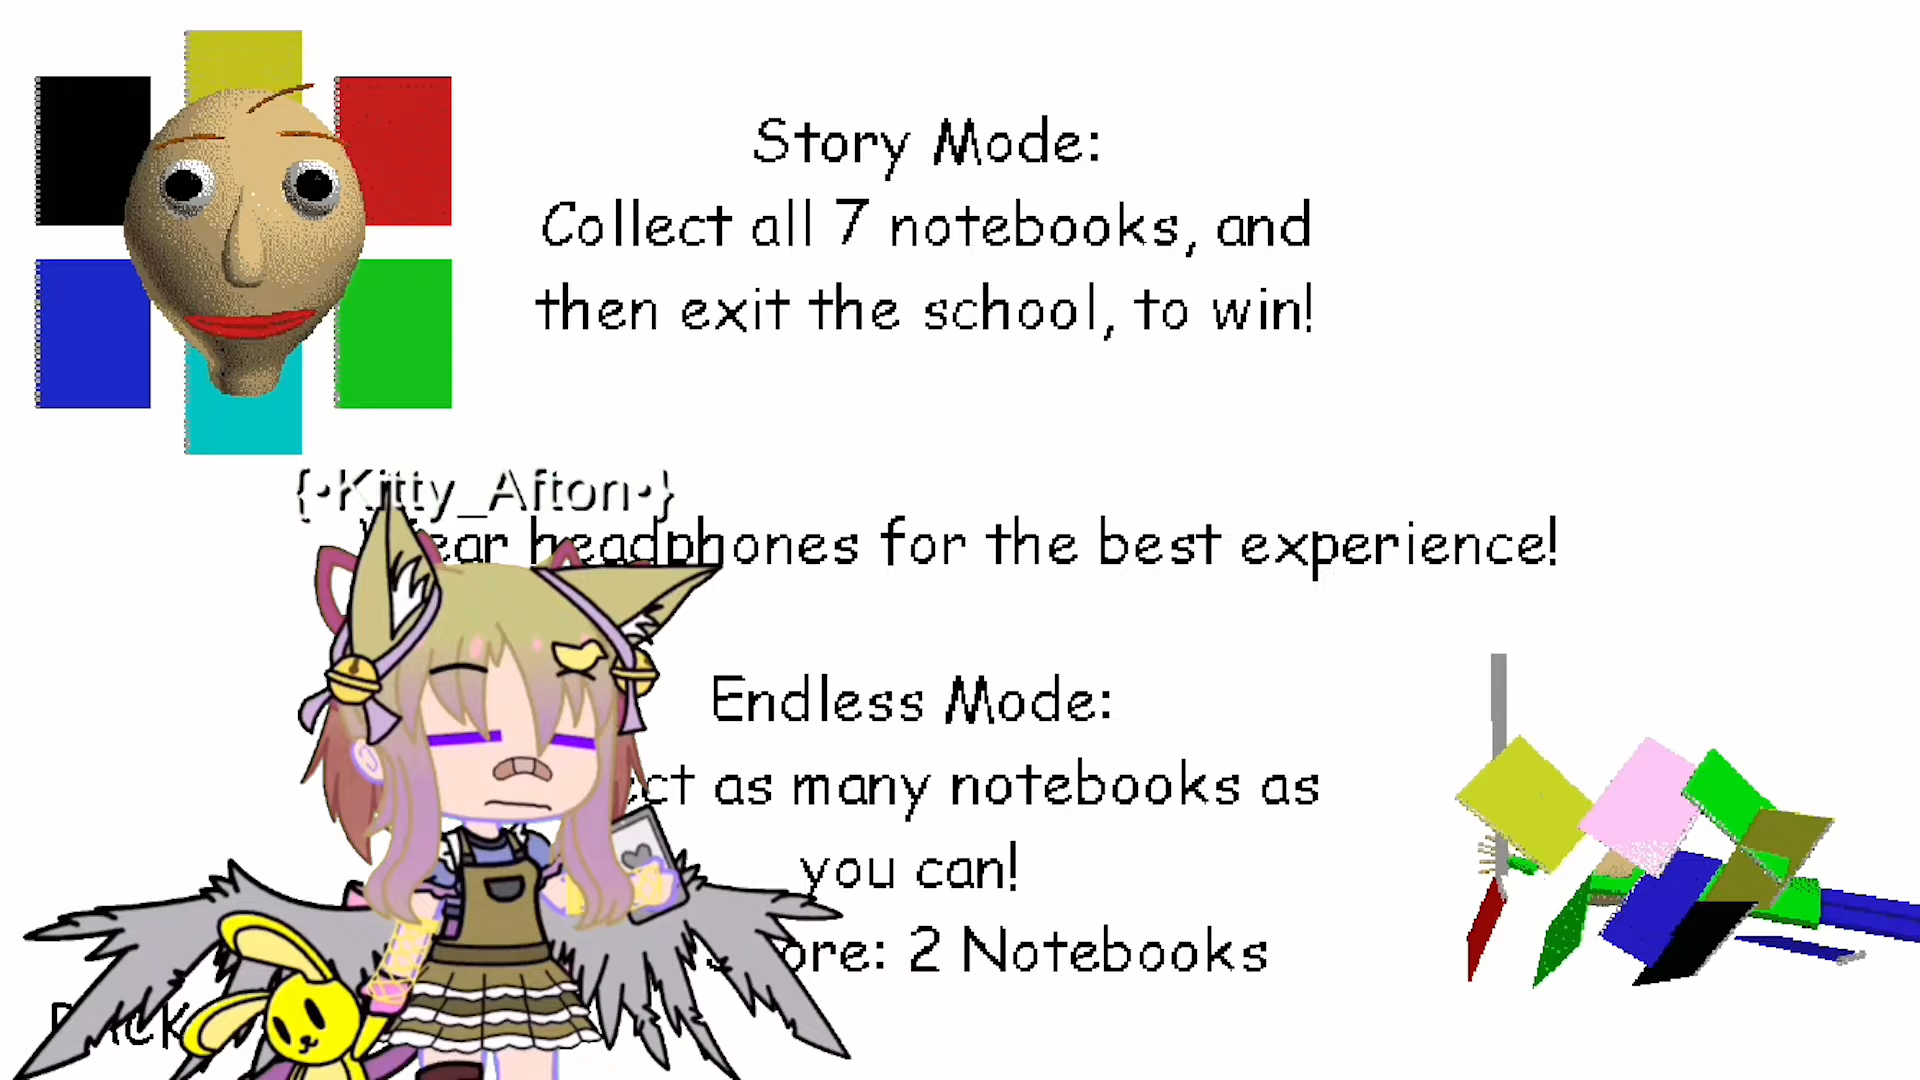 Story Mode:
Collect all 7 notebooks, and
then exit the school, to win!
{•Kitty_Afton•}
headphones for the best experience!
Endless Mode:
as many notebooks as
you can!
2 Notebooks